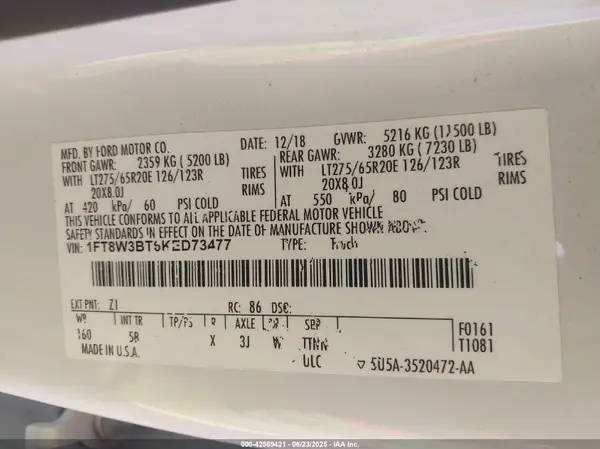 MFD. BY FORD MOTOR CO.
DATE: 12/18
GVWR: 5216 KG (11500 LB)
FRONT GAWR: 2359 KG ( 5200 LB)
REAR GAWR: 3280 KG ( 7230 LB)
WITH LT275/65R20E 126/123R TIRES
WITH LT275/65R20E 126/123R TIRES
20X8.0J RIMS
20X8.0J RIMS
AT 420 kPa/ 60 PSI COLD
AT 550 kPa/ 80 PSI COLD
THIS VEHICLE CONFORMS TO ALL APPLICABLE FEDERAL MOTOR VEHICLE
SAFETY STANDARDS IN EFFECT ON THE DATE OF MANUFACTURE SHOWN ABOVE.
VIN: 1FT8W3BT6KED73477
TYPE: Truck
EXT PNT: Z1
RC: 86 DSO:
WB INT TR TP/PS R AXLE SPR
160 5B X 3J W
MADE IN U.S.A.
ULC
F0161
T1081
5U5A-3520472-AA
000-42589421 - 06/23/2025 - IAA Inc.